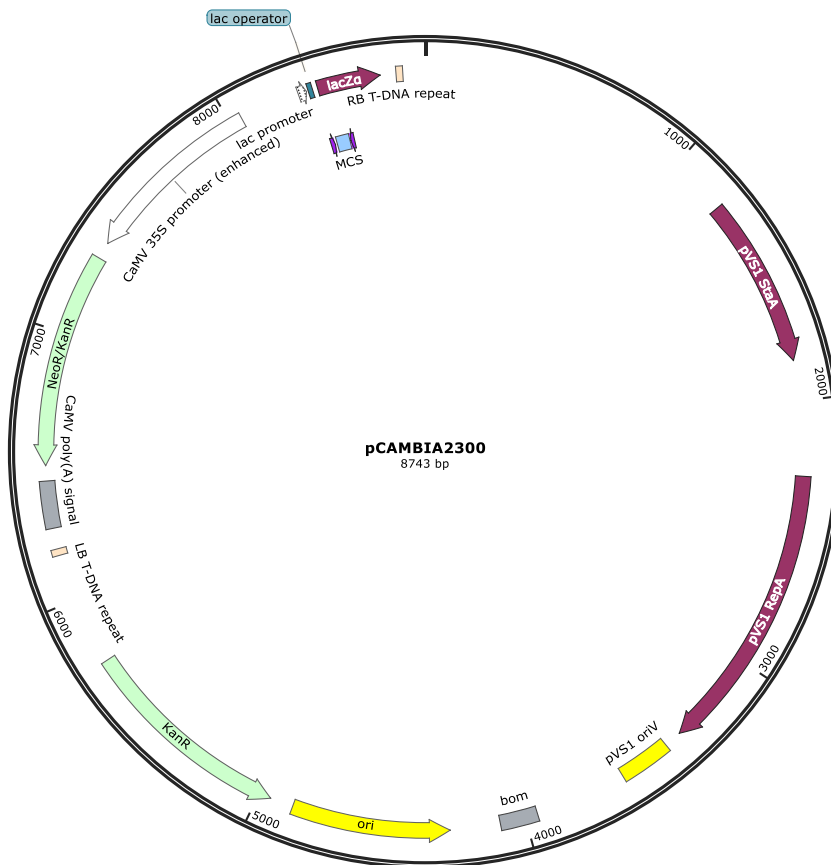 lac operator
lacZα
RB T-DNA repeat
8000
lac promoter
MCS
CaMV 35S promoter (enhanced)
1000
pVS1 StaA
7000
NeoR/KanR
2000
CaMV poly(A) signal
pCAMBIA2300
8743 bp
LB T-DNA repeat
6000
pVS1 RepA
3000
KanR
pVS1 oriV
bom
5000
ori
4000